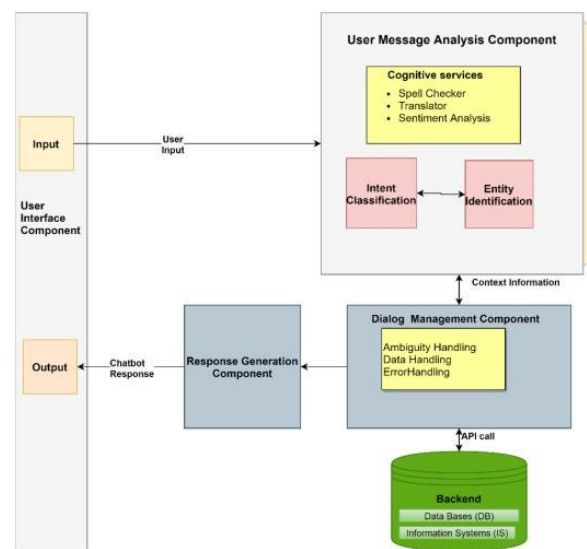 User Message Analysis Component
Cognitive services
• Spell Checker
• Translator
• Sentiment Analysis
Input
User
Input
Intent
Classification
Entity
Identification
User
Interface
Component
Context Information
Dialog Management Component
Ambiguity Handling
Data Handling
ErrorHandling
Response Generation
Component
Chatbot
Response
Output
API call
Backend
Data Bases (DB)
Information Systems (IS)